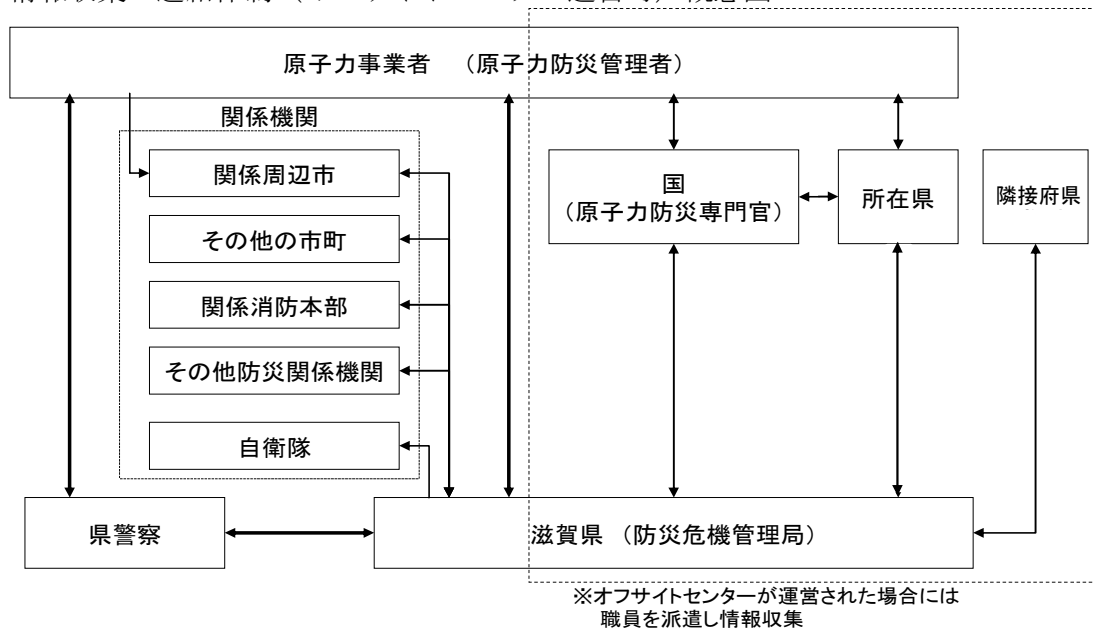 原子力事業者 （原子力防災管理者）
関係機関
関係周辺市
その他の市町
関係消防本部
その他防災関係機関
自衛隊
国
（原子力防災専門官）
所在県
隣接府県
県警察
滋賀県 （防災危機管理局）
※オフサイトセンターが運営された場合には
職員を派遣し情報収集